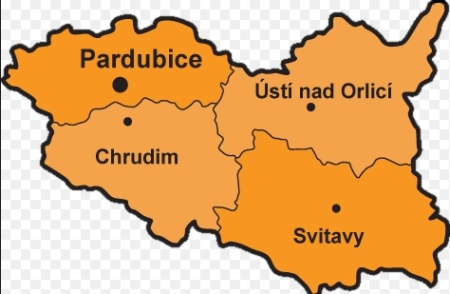 Pardubice
Ústí nad Orlicí
Chrudim
Svitavy